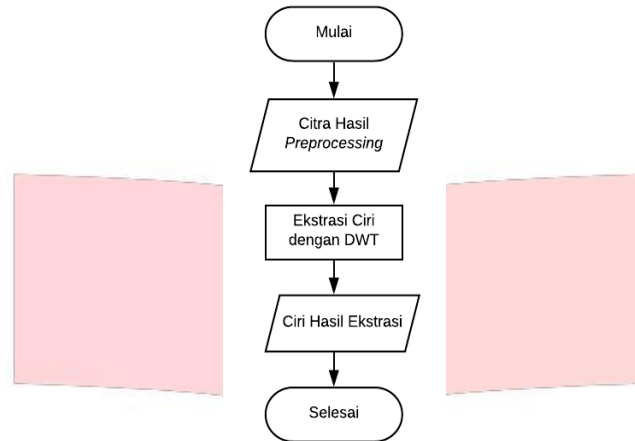 Mulai
Citra Hasil
Preprocessing
Ekstrasi Ciri
dengan DWT
Ciri Hasil Ekstrasi
Selesai